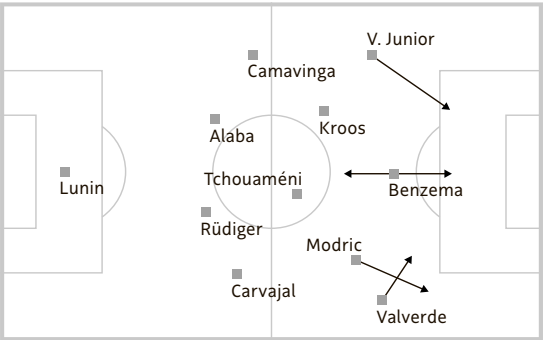 V. Junior
Camavinga
Kroos
Alaba
Tchouaméni
Lunin
Benzema
Rüdiger
Modric
Carvajal
Valverde